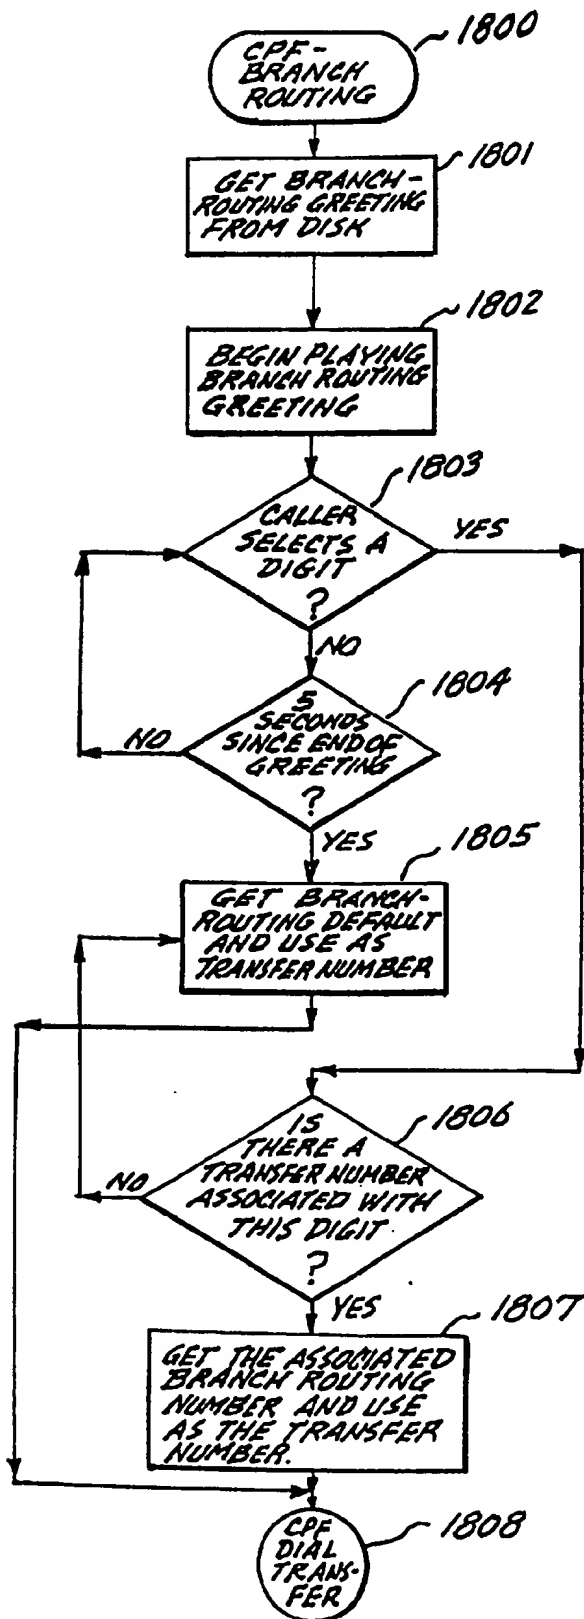 1800
CPF-
BRANCH
ROUTING
1801
GET BRANCH-
ROUTING GREETING
FROM DISK
1802
BEGIN PLAYING
BRANCH ROUTING
GREETING
1803
CALLER
SELECTS A
DIGIT
?
YES
NO
1804
5
SECONDS
SINCE END OF
GREETING
?
NO
YES
1805
GET BRANCH-
ROUTING DEFAULT
AND USE AS
TRANSFER NUMBER
1806
IS
THERE A
TRANSFER NUMBER
ASSOCIATED WITH
THIS DIGIT
?
NO
YES
1807
GET THE ASSOCIATED
BRANCH ROUTING
NUMBER AND USE
AS THE TRANSFER
NUMBER.
1808
CPF
DIAL
TRANS-
FER